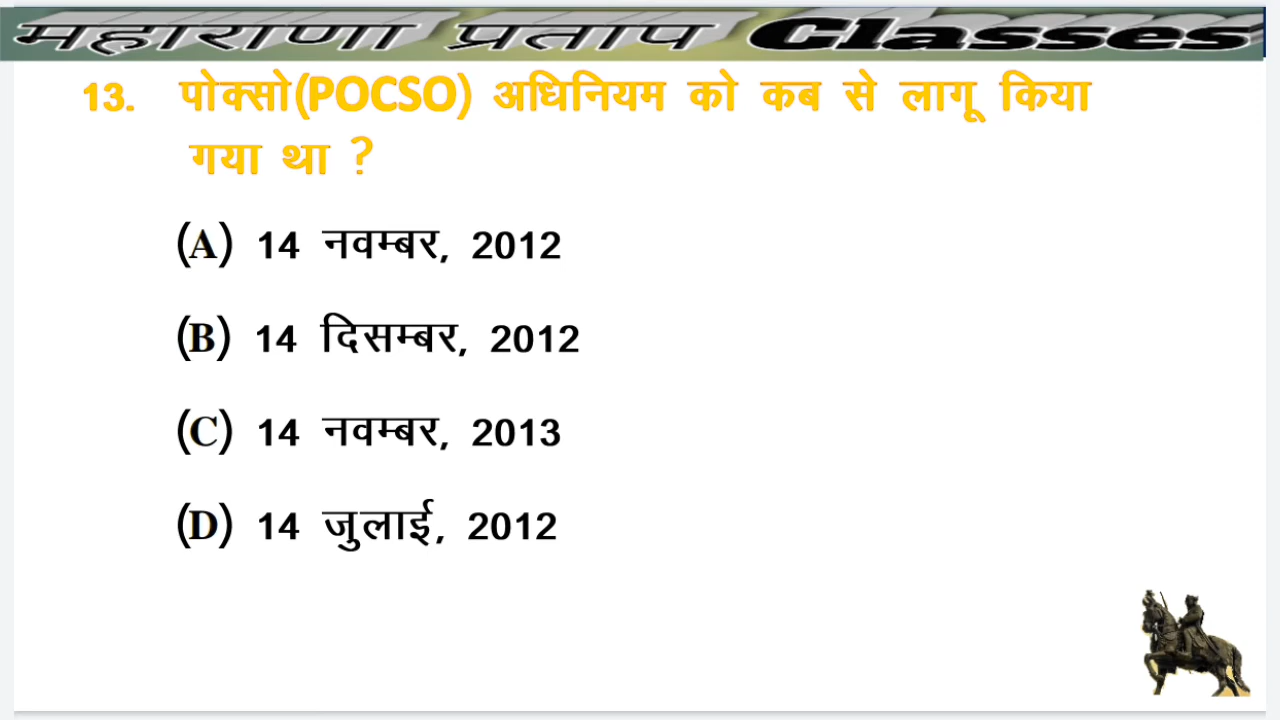 महाराणा प्रताप Classes
13. पोक्सो(POCSO) अधिनियम को कब से लागू किया
गया था ?
(A) 14 नवम्बर, 2012
(B) 14 दिसम्बर, 2012
(C) 14 नवम्बर, 2013
(D) 14 जुलाई, 2012